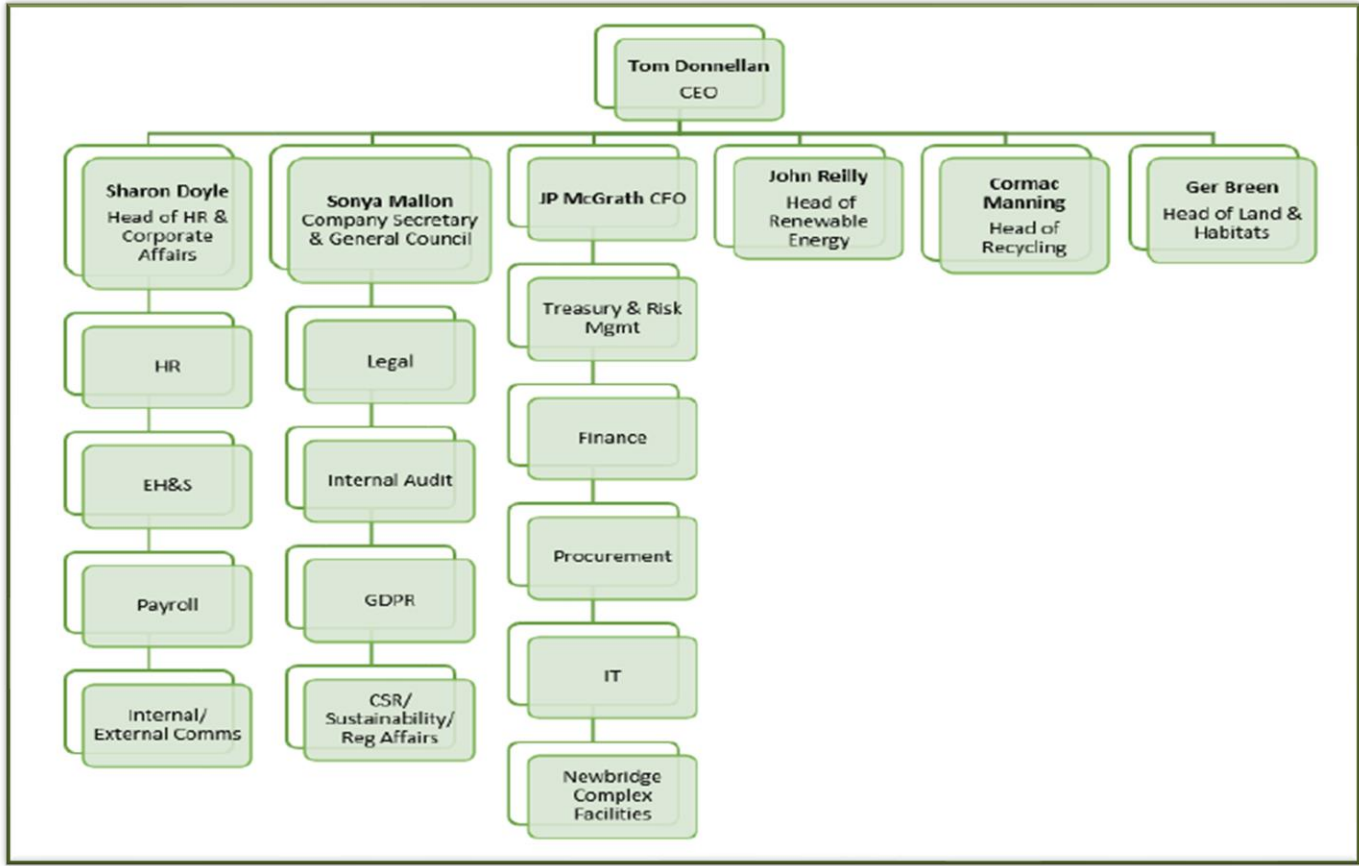 Tom Donnellan
CEO
Sharon Doyle
Head of HR &
Corporate
Affairs
HR
EH&S
Payroll
Internal/
External Comms
Sonya Mallon
Company Secretary
& General Council
Legal
Internal Audit
GDPR
CSR/
Sustainability/
Reg Affairs
JP McGrath CFO
Treasury & Risk
Mgmt
Finance
Procurement
IT
Newbridge
Complex
Facilities
John Reilly
Head of
Renewable
Energy
Cormac
Manning
Head of
Recycling
Ger Breen
Head of Land &
Habitats